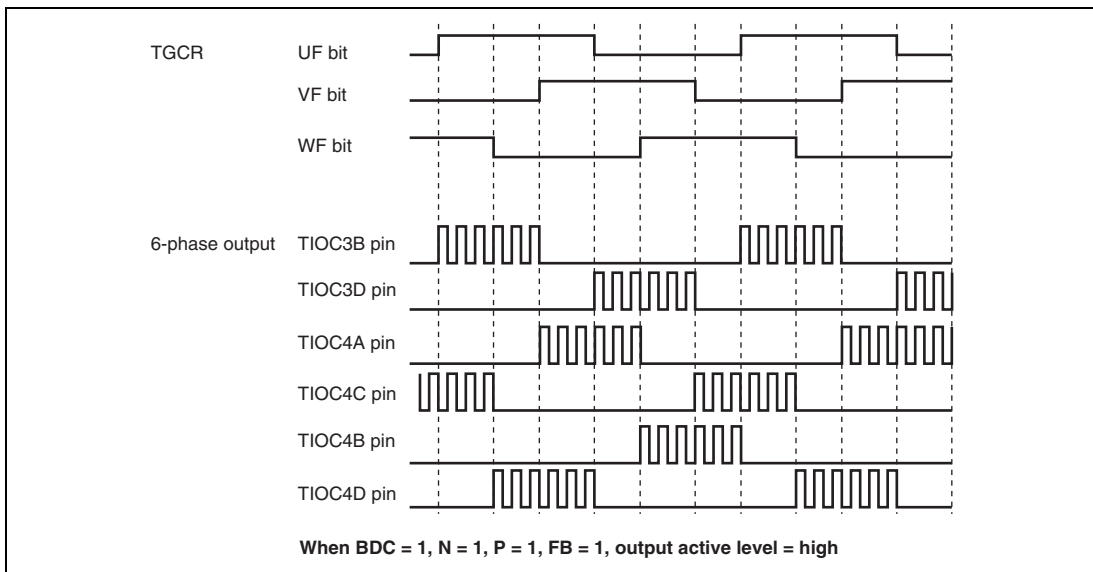 TGCR UF bit
VF bit
WF bit
6-phase output TIOC3B pin
TIOC3D pin
TIOC4A pin
TIOC4C pin
TIOC4B pin
TIOC4D pin
When BDC = 1, N = 1, P = 1, FB = 1, output active level = high